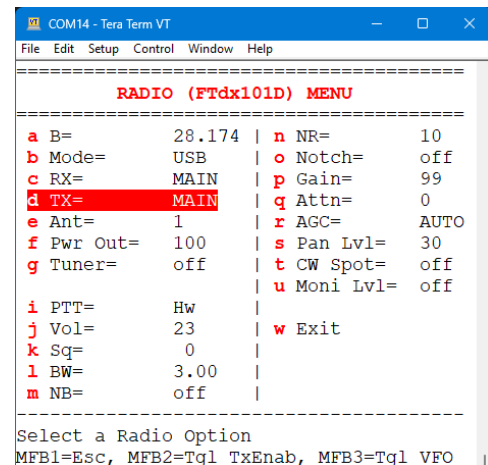 COM14 - Tera Term VT
File Edit Setup Control Window Help
==============================================
RADIO (FTdx101D) MENU
==============================================
a B= 28.174 | n NR= 10
b Mode= USB | o Notch= off
c RX= MAIN | p Gain= 99
d TX= MAIN | q Attn= 0
e Ant= 1 | r AGC= AUTO
f Pwr Out= 100 | s Pan Lvl= 30
g Tuner= off | t CW Spot= off
| u Moni Lvl= off
i PTT= Hw |
j Vol= 23 | w Exit
k Sq= 0 |
l BW= 3.00 |
m NB= off |
----------------------------------------------
Select a Radio Option
MFB1=Esc, MFB2=Tgl TxEnab, MFB3=Tgl VFO